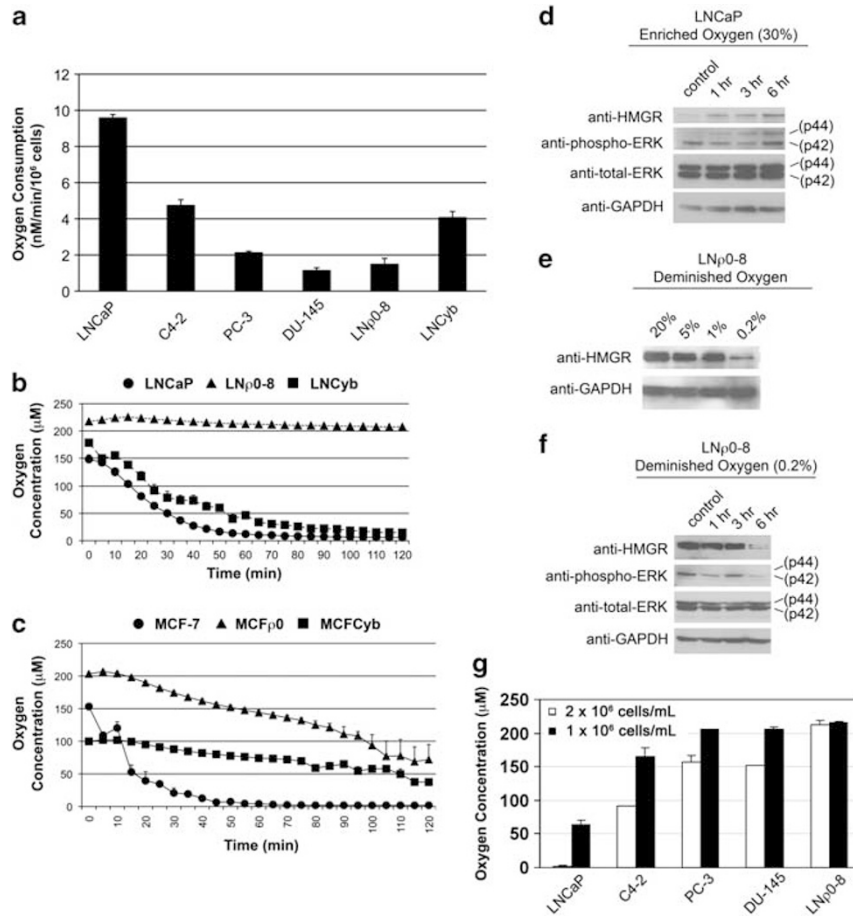 a
Oxygen Consumption
(nM/min/10⁶ cells)
12
10
8
6
4
2
0
LNCaP
C4-2
PC-3
DU-145
LNρ0-8
LNCyb
b
LNCaP LNρ0-8 LNCyb
Oxygen
Concentration (μM)
250
200
150
100
50
0
0 10 20 30 40 50 60 70 80 90 100 110 120
Time (min)
c
MCF-7 MCFρ0 MCFCyb
Oxygen
Concentration (μM)
250
200
150
100
50
0
0 10 20 30 40 50 60 70 80 90 100 110 120
Time (min)
d
LNCaP
Enriched Oxygen (30%)
control 1 hr 3 hr 6 hr
anti-HMGR
anti-phospho-ERK
(p44)
(p42)
anti-total-ERK
(p44)
(p42)
anti-GAPDH
e
LNρ0-8
Deminished Oxygen
20% 5% 1% 0.2%
anti-HMGR
anti-GAPDH
f
LNρ0-8
Deminished Oxygen (0.2%)
control 1 hr 3 hr 6 hr
anti-HMGR
anti-phospho-ERK
(p44)
(p42)
anti-total-ERK
(p44)
(p42)
anti-GAPDH
g
Oxygen Concentration (μM)
250
200
150
100
50
0
2 x 10⁶ cells/mL
1 x 10⁶ cells/mL
LNCaP
C4-2
PC-3
DU-145
LNρ0-8